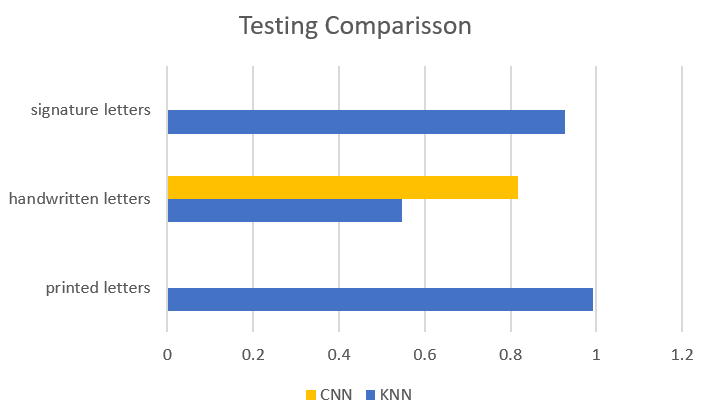 Testing Comparisson
signature letters
handwritten letters
printed letters
0 0.2 0.4 0.6 0.8 1 1.2
CNN KNN